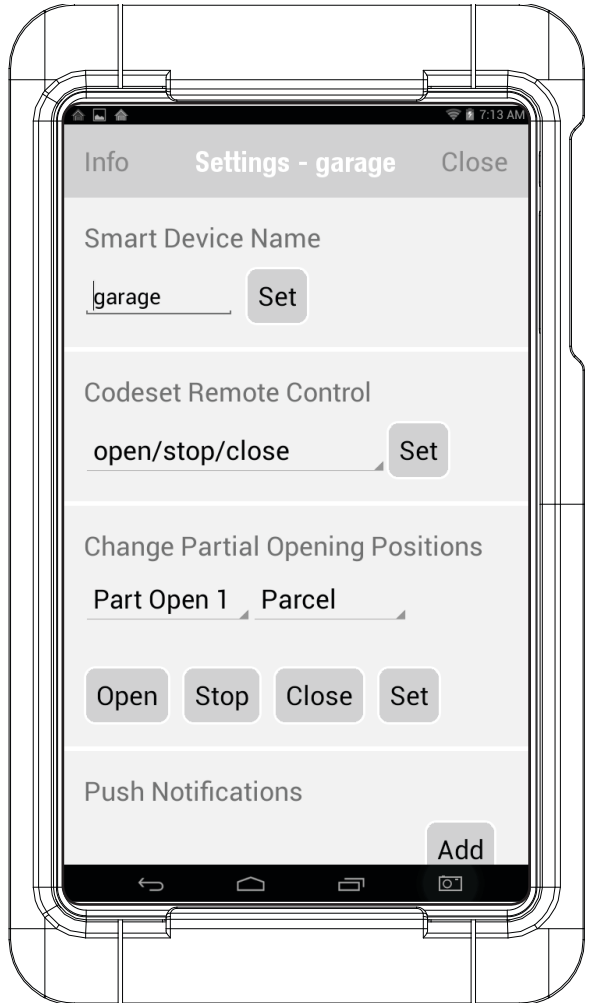 7:13 AM
Info Settings - garage Close
Smart Device Name
garage Set
Codeset Remote Control
open/stop/close Set
Change Partial Opening Positions
Part Open 1 Parcel
Open Stop Close Set
Push Notifications
Add